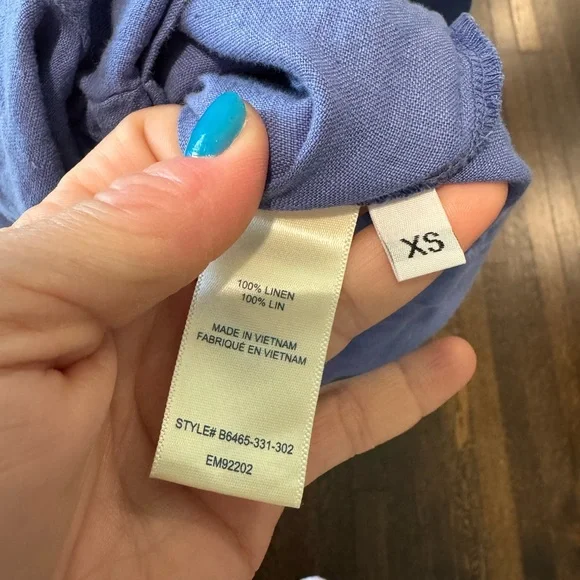 XS
100% LINEN
100% LIN
MADE IN VIETNAM
FABRIQUÉ EN VIETNAM
STYLE# B6465-331-302
EM92202